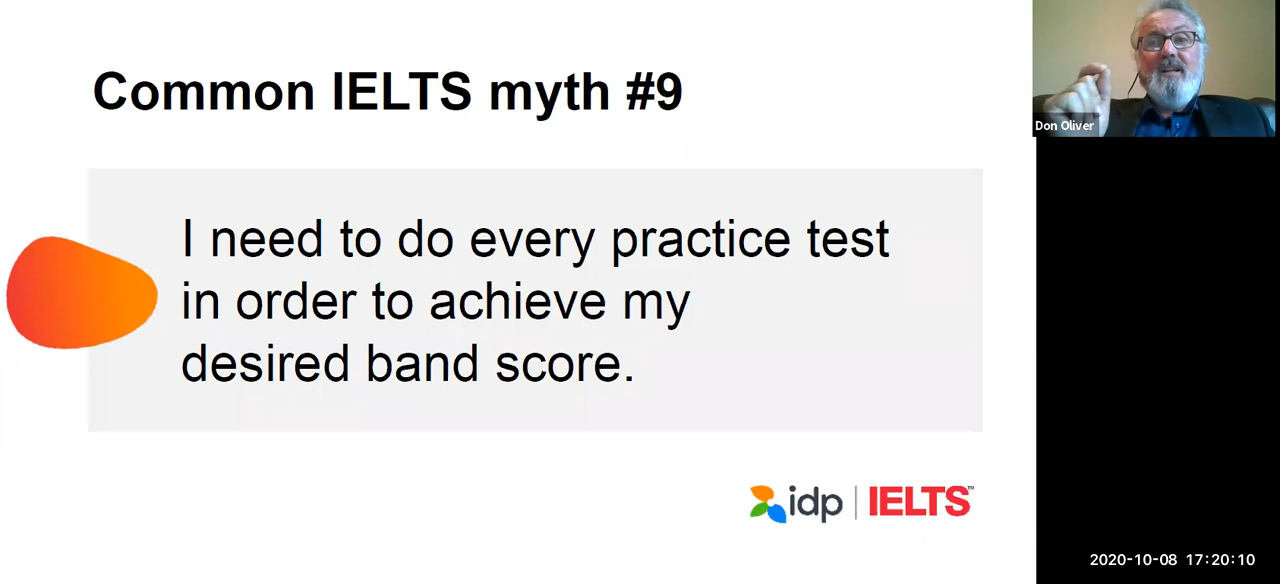 Common IELTS myth #9
I need to do every practice test
in order to achieve my
desired band score.
idp | IELTS™
Don Oliver
2020-10-08 17:20:10